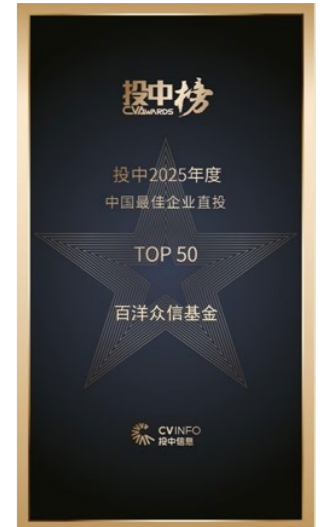 投中榜
CVAWARDS
投中2025年度
中国最佳企业直投
TOP 50
百洋众信基金
CVINFO
投中信息